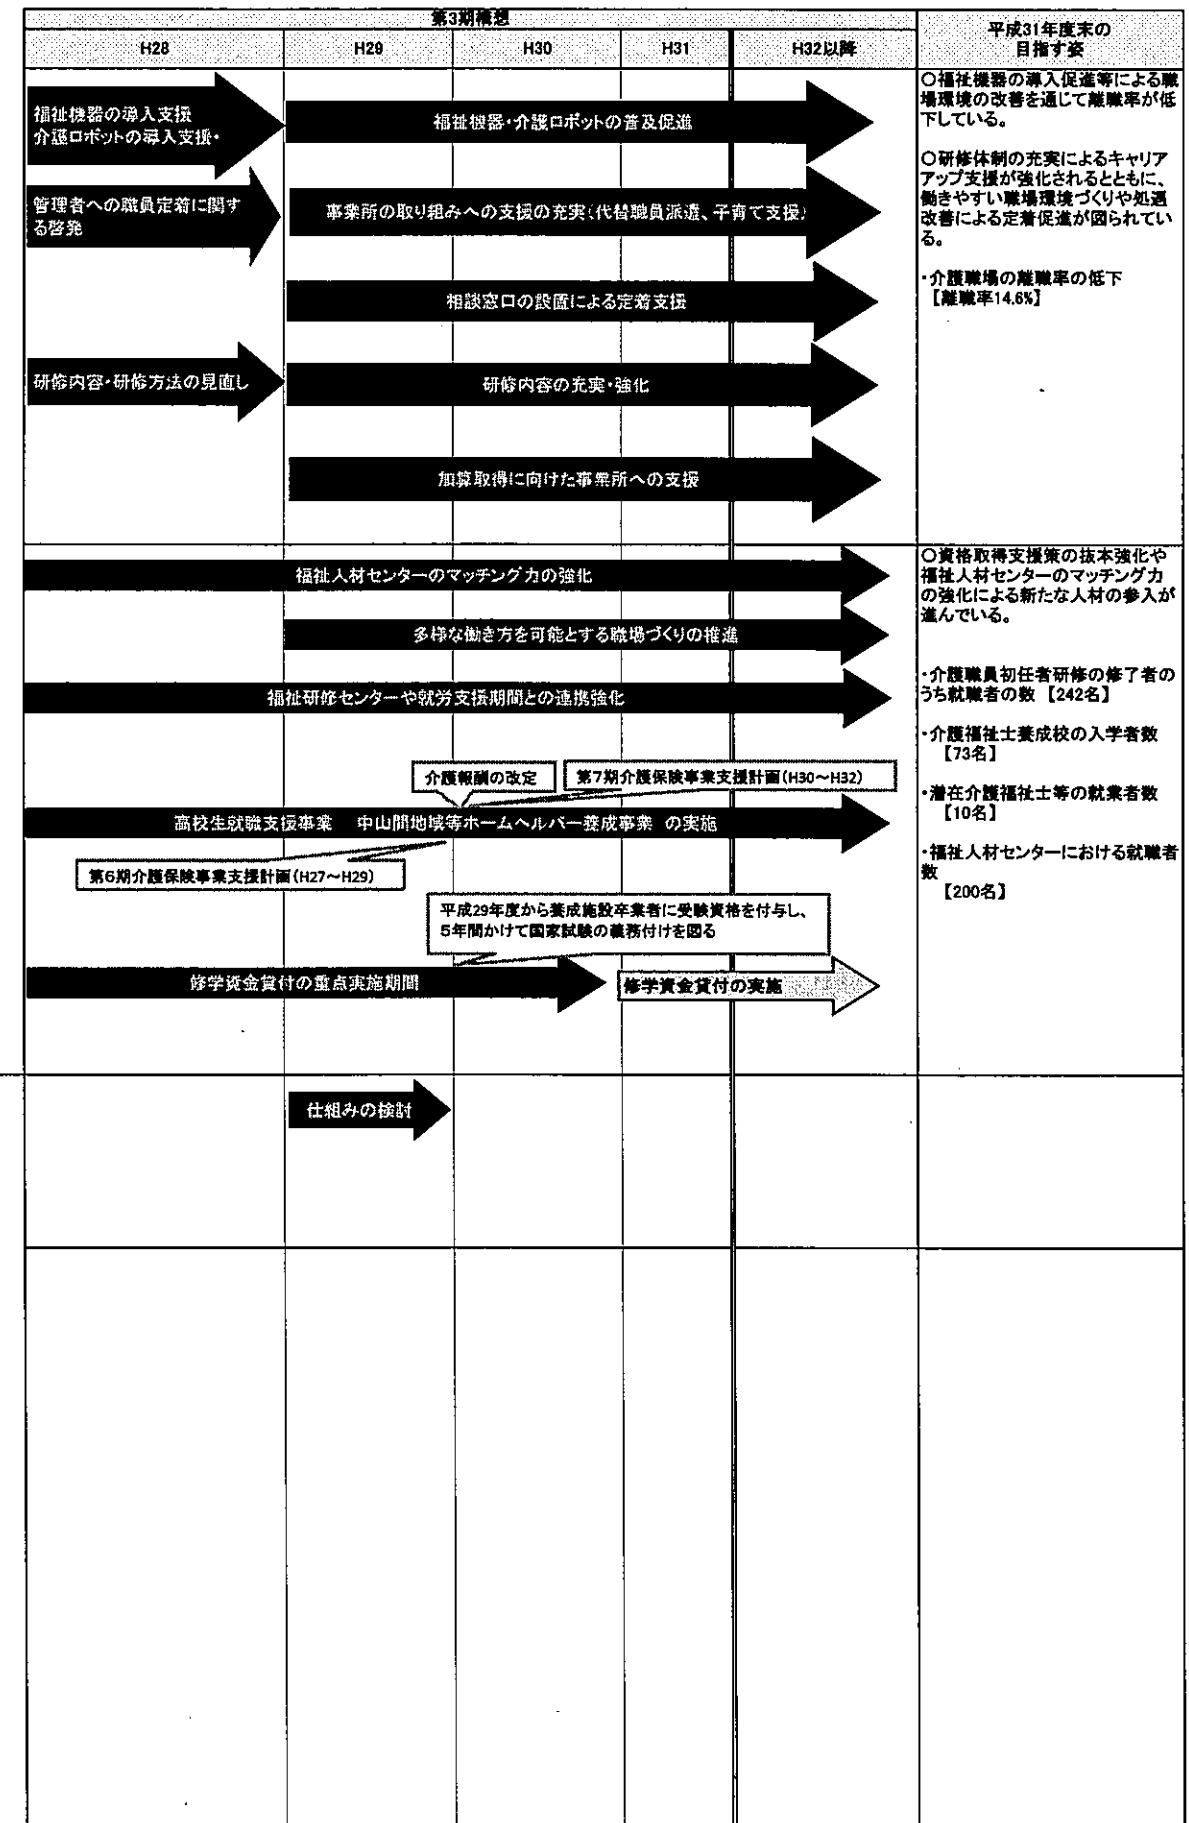 第3期構想
平成31年度末の
目指す姿
H28
H29
H30
H31
H32以降
福祉機器の導入支援
介護ロボットの導入支援・
福祉機器・介護ロボットの普及促進
管理者への職員定着に関す
る啓発
事業所の取り組みへの支援の充実(代替職員派遣、子育て支援)
相談窓口の設置による定着支援
研修内容・研修方法の見直し
研修内容の充実・強化
加算取得に向けた事業所への支援
〇福祉機器の導入促進等による職
場環境の改善を通じて離職率が低
下している。
〇研修体制の充実によるキャリア
アップ支援が強化されるとともに、
働きやすい職場環境づくりや処遇
改善による定着促進が図られてい
る。
・介護職場の離職率の低下
【離職率14.6%】
福祉人材センターのマッチング力の強化
多様な働き方を可能とする職場づくりの推進
福祉研修センターや就労支援期間との連携強化
介護報酬の改定
第7期介護保険事業支援計画(H30～H32)
高校生就職支援事業 中山間地域等ホームヘルパー養成事業 の実施
第6期介護保険事業支援計画(H27～H29)
平成29年度から養成施設卒業者に受験資格を付与し、
5年間かけて国家試験の義務付けを図る
修学資金貸付の重点実施期間
修学資金貸付の実施
〇資格取得支援策の抜本強化や
福祉人材センターのマッチング力
の強化による新たな人材の参入が
進んでいる。
・介護職員初任者研修の修了者の
うち就職者の数 【242名】
・介護福祉士養成校の入学者数
【73名】
・潜在介護福祉士等の就業者数
【10名】
・福祉人材センターにおける就職者
数
【200名】
仕組みの検討